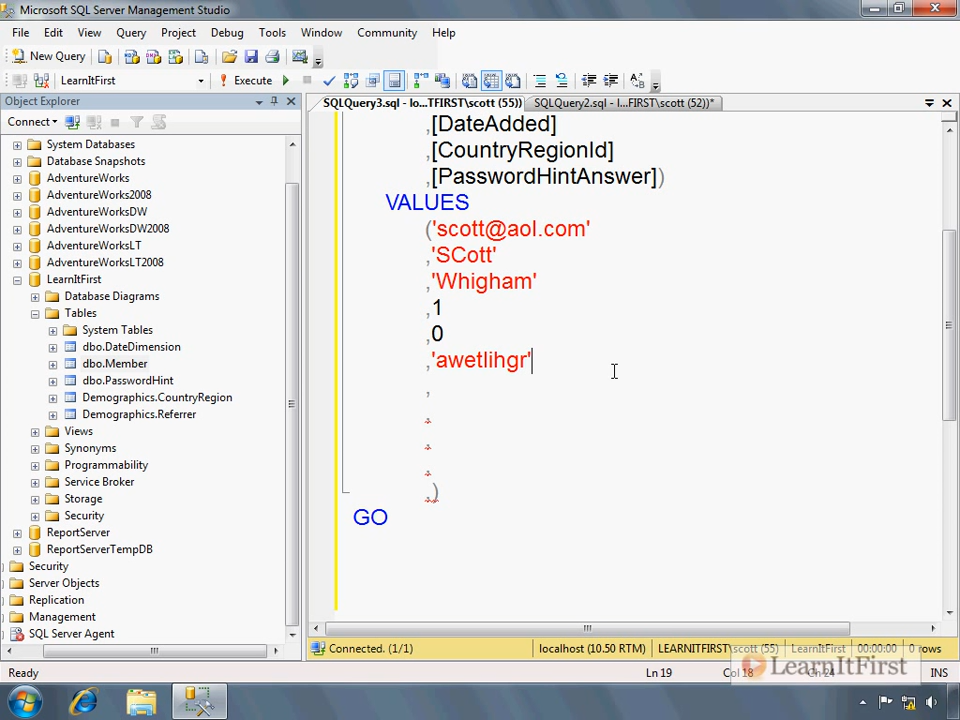 Microsoft SQL Server Management Studio
File Edit View Query Project Debug Tools Window Community Help
New Query
LearnItFirst Execute
Object Explorer
Connect
System Databases
Database Snapshots
AdventureWorks
AdventureWorks2008
AdventureWorksDW
AdventureWorksDW2008
AdventureWorksLT
AdventureWorksLT2008
LearnItFirst
Database Diagrams
Tables
System Tables
dbo.DateDimension
dbo.Member
dbo.PasswordHint
Demographics.CountryRegion
Demographics.Referrer
Views
Synonyms
Programmability
Service Broker
Storage
Security
ReportServer
ReportServerTempDB
Security
Server Objects
Replication
Management
SQL Server Agent
SQLQuery3.sql - lo...TFIRST\scott (55)) SQLQuery2.sql - l...FIRST\scott (52))*
,[DateAdded]
,[CountryRegionId]
,[PasswordHintAnswer])
VALUES
('scott@aol.com'
,'SCott'
,'Whigham'
,1
,0
,'awetlihgr'
,
,
,
,
,)
GO
Connected. (1/1) localhost (10.50 RTM) LEARNITFIRST\scott (55) LearnItFirst 00:00:00 0 rows
Ready Ln 19 Col 18 Ch 24 INS
LearnItFirst